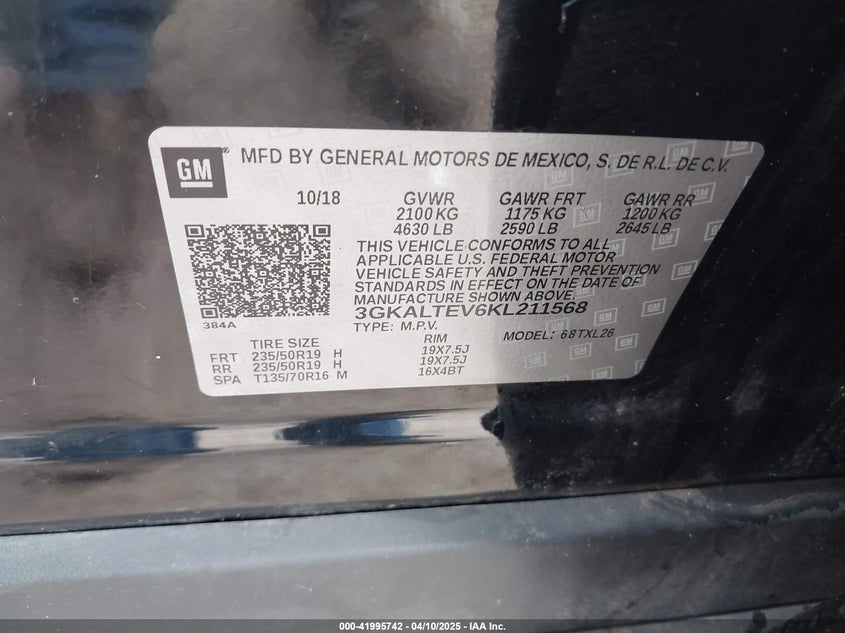 GM ® MFD BY GENERAL MOTORS DE MEXICO, S. DE R.L. DE C.V.
10/18 GVWR GAWR FRT GAWR RR
2100 KG 1175 KG 1200 KG
4630 LB 2590 LB 2645 LB
THIS VEHICLE CONFORMS TO ALL
APPLICABLE U.S. FEDERAL MOTOR
VEHICLE SAFETY AND THEFT PREVENTION
STANDARDS IN EFFECT ON THE DATE OF
MANUFACTURE SHOWN ABOVE.
3GKALTEV6KL211568
384A
TYPE: M.P.V. MODEL: 68TXL26
TIRE SIZE RIM
FRT 235/50R19 H 19X7.5J
RR 235/50R19 H 19X7.5J
SPA T135/70R16 M 16X4BT
000-41995742 - 04/10/2025 - IAA Inc.